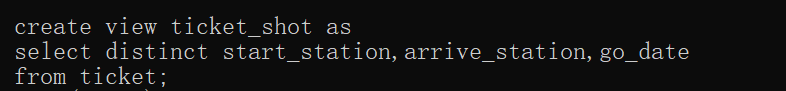 create view ticket_shot as
select distinct start_station,arrive_station,go_date
from ticket;